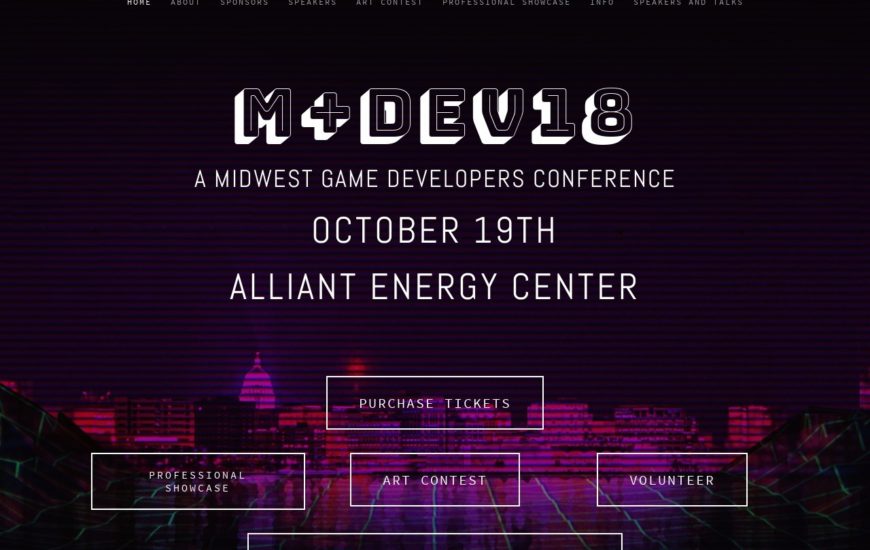 HOME ABOUT SPONSORS SPEAKERS ART CONTEST PROFESSIONAL SHOWCASE INFO SPEAKERS AND TALKS
M+DEV18
A MIDWEST GAME DEVELOPERS CONFERENCE
OCTOBER 19TH
ALLIANT ENERGY CENTER
PURCHASE TICKETS
PROFESSIONAL
SHOWCASE
ART CONTEST
VOLUNTEER